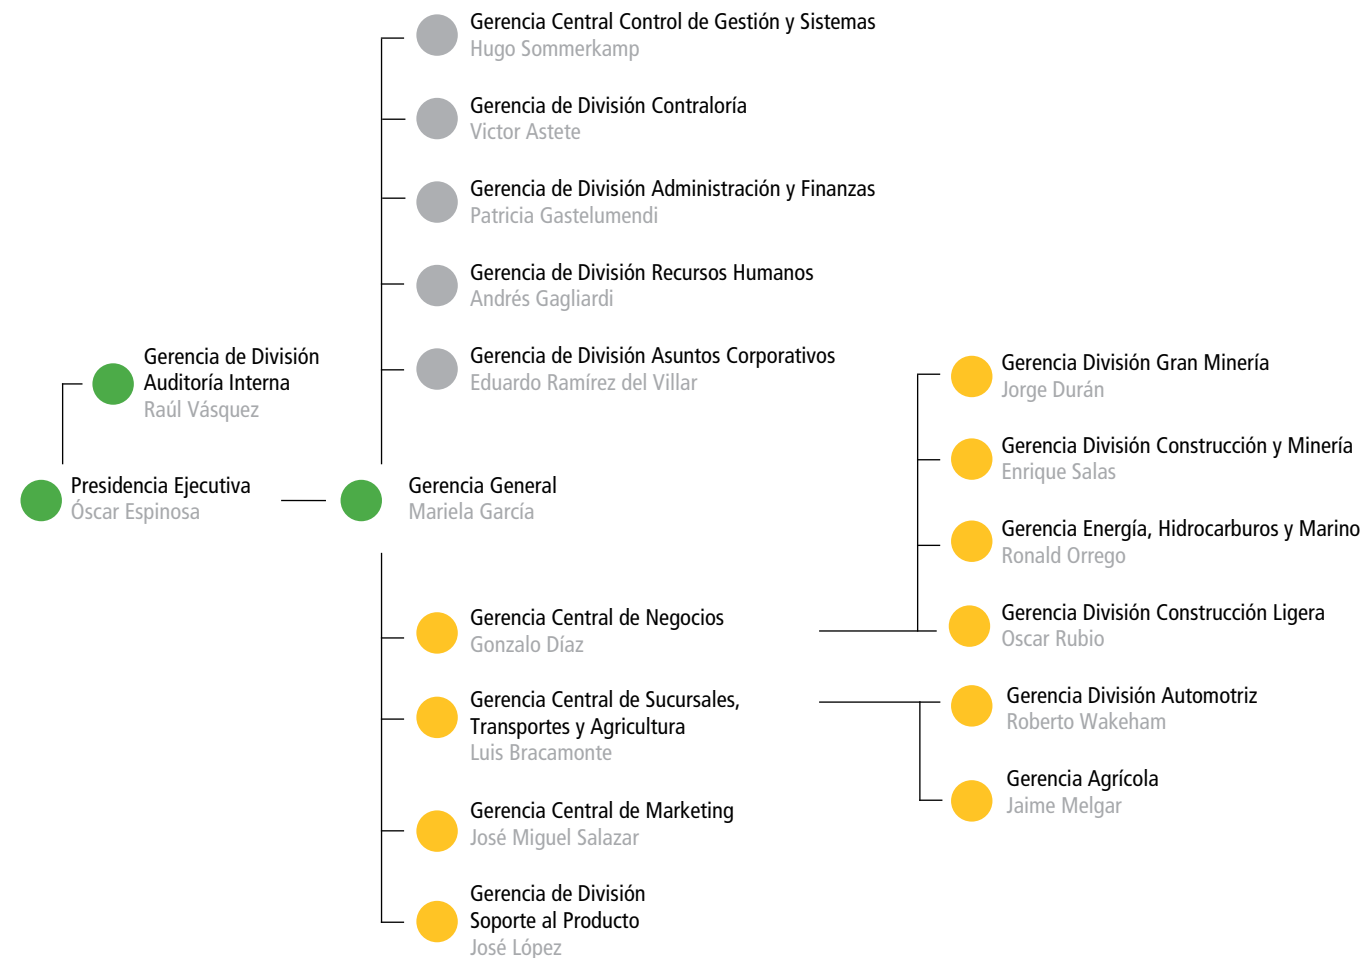 Gerencia Central Control de Gestión y Sistemas
Hugo Sommerkamp
Gerencia de División Contraloría
Victor Astete
Gerencia de División Administración y Finanzas
Patricia Gastelumendi
Gerencia de División Recursos Humanos
Andrés Gagliardi
Gerencia de División Asuntos Corporativos
Eduardo Ramírez del Villar
Gerencia de División
Auditoría Interna
Raúl Vásquez
Presidencia Ejecutiva
Óscar Espinosa
Gerencia General
Mariela García
Gerencia Central de Negocios
Gonzalo Díaz
Gerencia Central de Sucursales,
Transportes y Agricultura
Luis Bracamonte
Gerencia Central de Marketing
José Miguel Salazar
Gerencia de División
Soporte al Producto
José López
Gerencia División Gran Minería
Jorge Durán
Gerencia División Construcción y Minería
Enrique Salas
Gerencia Energía, Hidrocarburos y Marino
Ronald Orrego
Gerencia División Construcción Ligera
Oscar Rubio
Gerencia División Automotriz
Roberto Wakeham
Gerencia Agrícola
Jaime Melgar